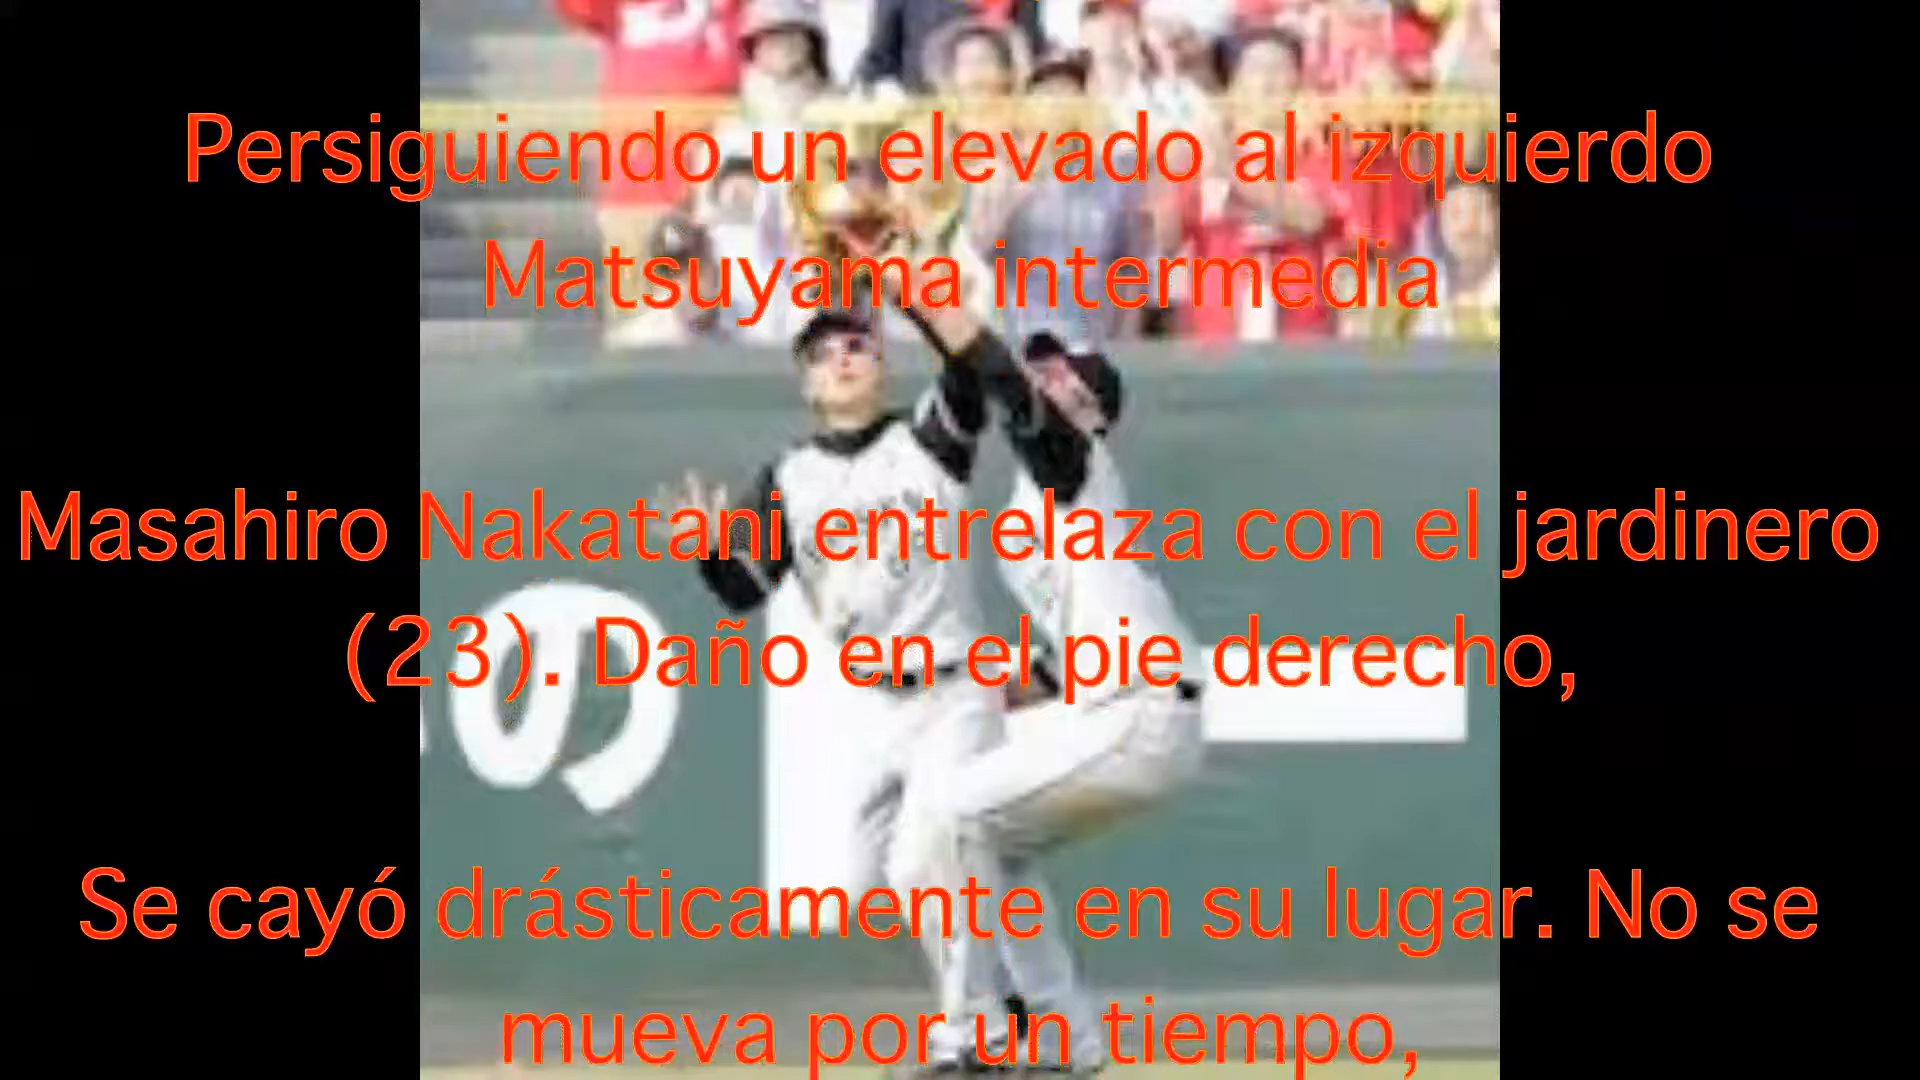 Persiguiendo un elevado al izquierdo
Matsuyama intermedia
Masahiro Nakatani entrelaza con el jardinero
(23). Daño en el pie derecho,
の
Se cayó drásticamente en su lugar. No se
mueva por un tiempo,